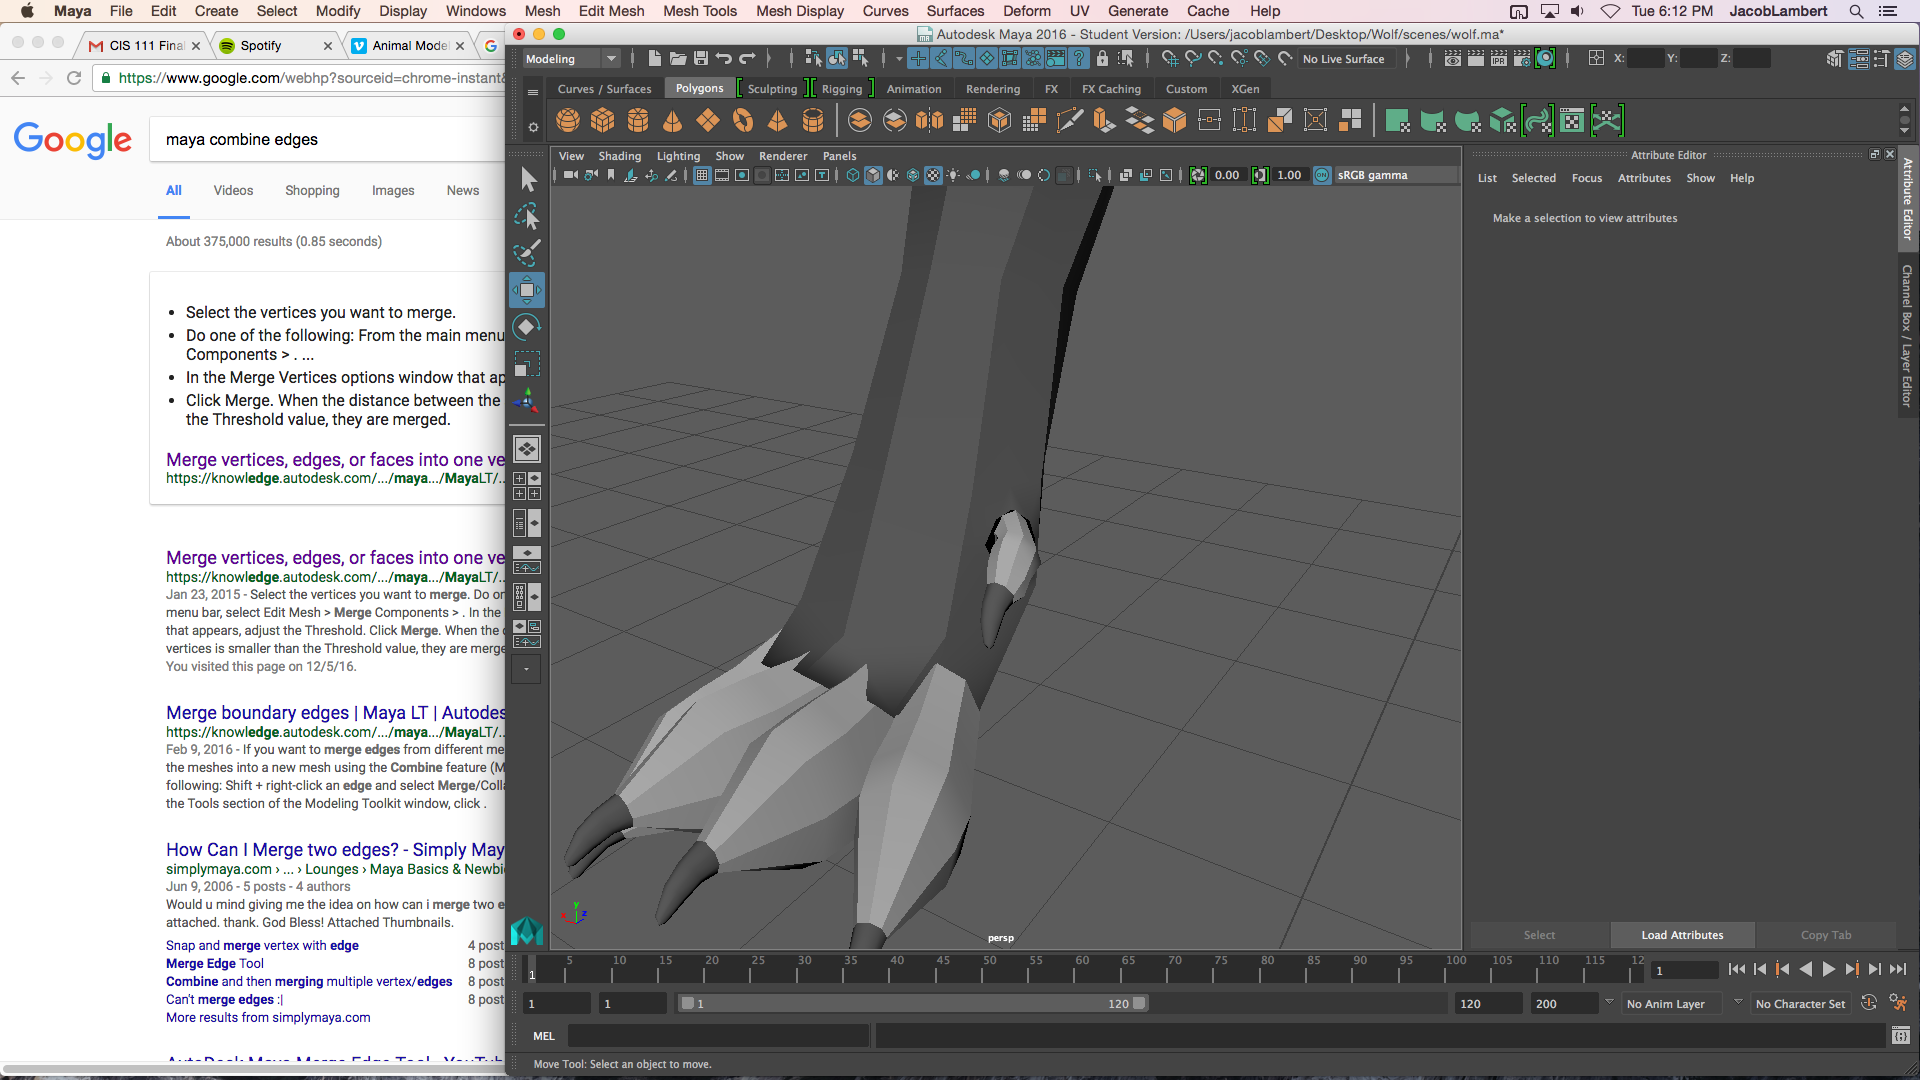 Maya File Edit Create Select Modify Display Windows Mesh Edit Mesh Mesh Tools Mesh Display Curves Surfaces Deform UV Generate Cache Help Tue 6:12 PM JacobLambert
CIS 111 Final Spotify Animal Model
Autodesk Maya 2016 - Student Version: /Users/jacoblambert/Desktop/Wolf/scenes/wolf.ma*
https://www.google.com/webhp?sourceid=chrome-instant&
Modeling No Live Surface X: Y: Z:
Curves / Surfaces Polygons Sculpting Rigging Animation Rendering FX FX Caching Custom XGen
Google
maya combine edges
All Videos Shopping Images News
About 375,000 results (0.85 seconds)
Select the vertices you want to merge.
Do one of the following: From the main menu
Components > . ...
In the Merge Vertices options window that ap
Click Merge. When the distance between the
the Threshold value, they are merged.
Merge vertices, edges, or faces into one ve
https://knowledge.autodesk.com/.../maya.../MayaLT/..
Merge vertices, edges, or faces into one ve
https://knowledge.autodesk.com/.../maya.../MayaLT/..
Jan 23, 2015 - Select the vertices you want to merge. Do on
menu bar, select Edit Mesh > Merge Components > . In the
that appears, adjust the Threshold. Click Merge. When the
vertices is smaller than the Threshold value, they are merge
You visited this page on 12/5/16.
Merge boundary edges | Maya LT | Autodes
https://knowledge.autodesk.com/.../maya.../MayaLT/..
Feb 9, 2016 - If you want to merge edges from different me
the meshes into a new mesh using the Combine feature (M
following: Shift + right-click an edge and select Merge/Colla
the Tools section of the Modeling Toolkit window, click .
How Can I Merge two edges? - Simply May
simplymaya.com › ... › Lounges › Maya Basics & Newbi
Jun 9, 2006 - 5 posts - 4 authors
Would u mind giving me the idea on how can i merge two e
attached. thank. God Bless! Attached Thumbnails.
Snap and merge vertex with edge 4 post
Merge Edge Tool 8 post
Combine and then merging multiple vertex/edges 8 post
Can't merge edges :| 8 post
More results from simplymaya.com
AutoDesk Maya Merge Edge Tool - YouTub
View Shading Lighting Show Renderer Panels
IPR
0.00 1.00 ON sRGB gamma
y
x z
persp
Attribute Editor
List Selected Focus Attributes Show Help
Make a selection to view attributes
Attribute Editor
Channel Box / Layer Editor
Select Load Attributes Copy Tab
1 5 10 15 20 25 30 35 40 45 50 55 60 65 70 75 80 85 90 95 100 105 110 115 12 1
1 1 1 120 120 200 No Anim Layer No Character Set
MEL
Move Tool: Select an object to move.